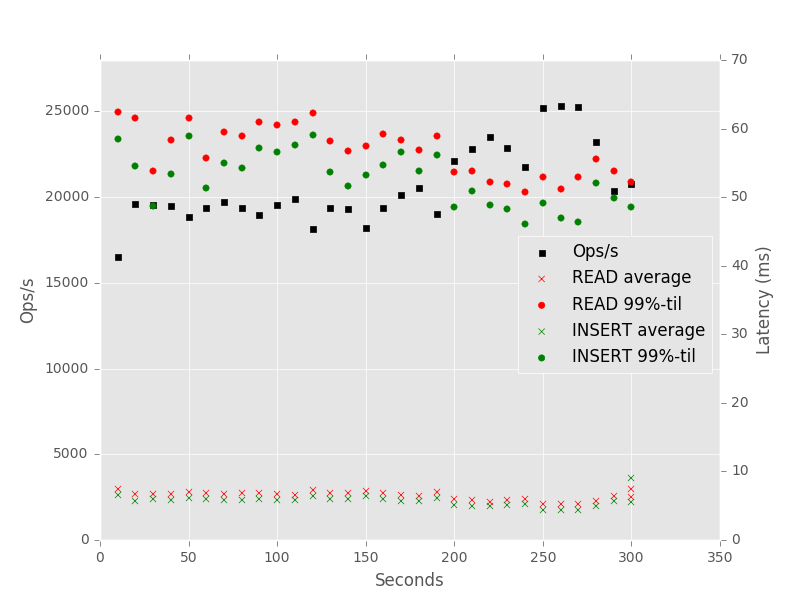 70
25000
60
20000
50
Ops/s
15000
40
READ average
READ 99%-til
INSERT average
INSERT 99%-til
Ops/s
Latency (ms)
30
10000
20
5000
10
0
0
0
50
100
150
200
250
300
350
Seconds